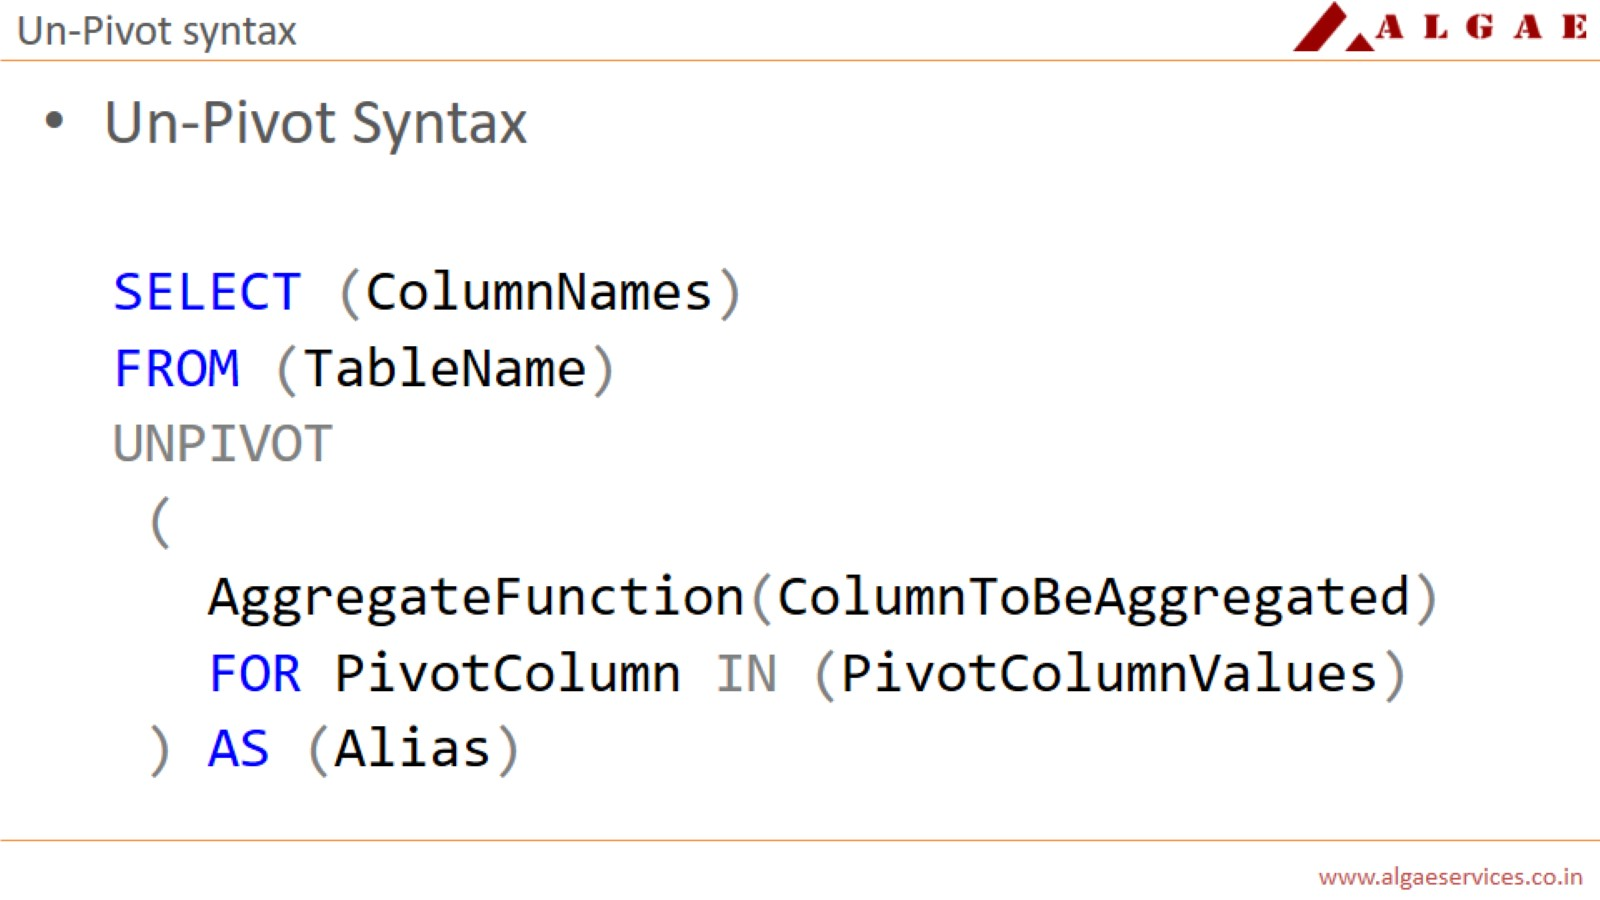 Un-Pivot syntax
ALGAE
• Un-Pivot Syntax
SELECT (ColumnNames)
FROM (TableName)
UNPIVOT
(
AggregateFunction(ColumnToBeAggregated)
FOR PivotColumn IN (PivotColumnValues)
) AS (Alias)
www.algaeservices.co.in